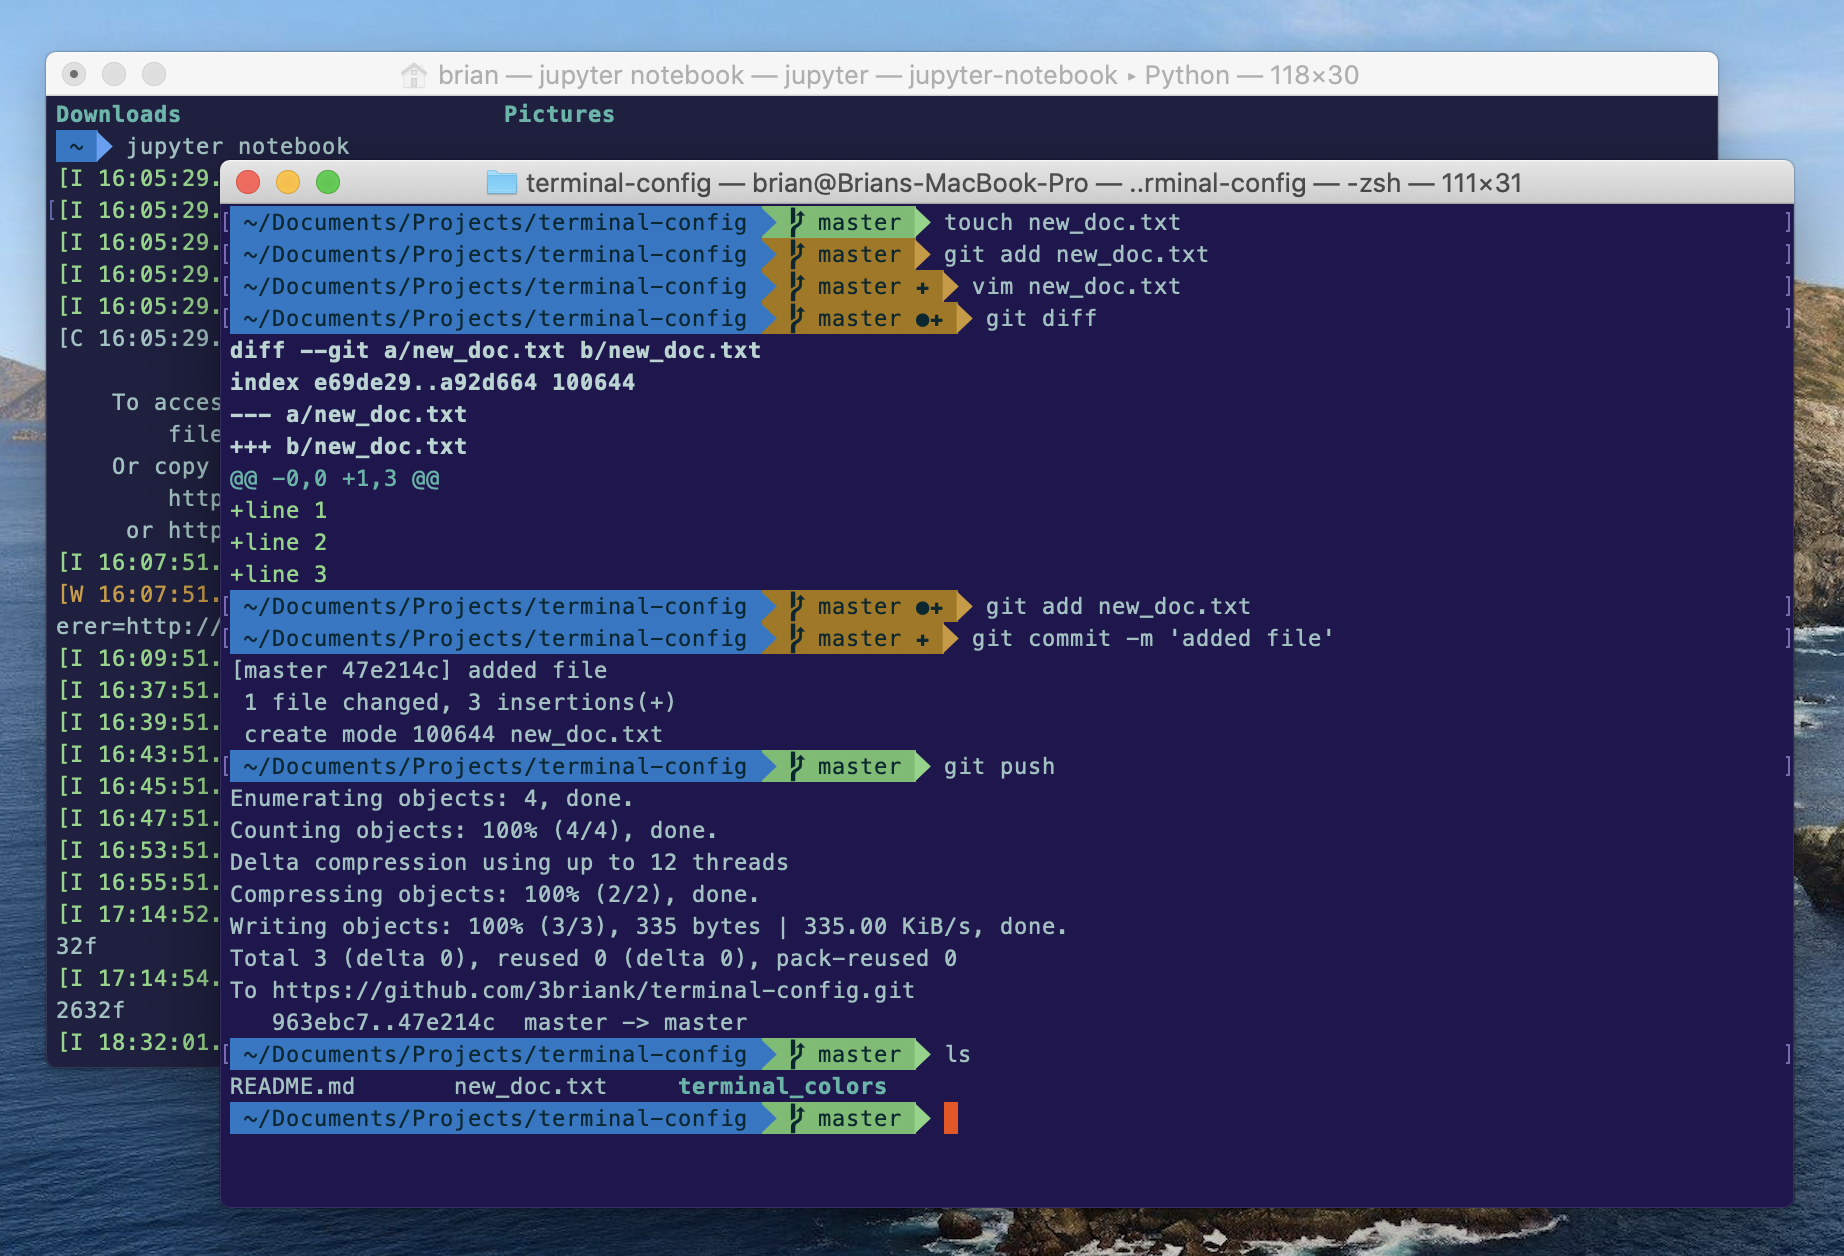 brian — jupyter notebook — jupyter — jupyter-notebook ▸ Python — 118×30
Downloads Pictures
~ jupyter notebook
[I 16:05:29.
[I 16:05:29.
[I 16:05:29.
[I 16:05:29.
[I 16:05:29.
[C 16:05:29.
To acces
file
Or copy
http
or http
[I 16:07:51.
[W 16:07:51.
erer=http://
[I 16:09:51.
[I 16:37:51.
[I 16:39:51.
[I 16:43:51.
[I 16:45:51.
[I 16:47:51.
[I 16:53:51.
[I 16:55:51.
[I 17:14:52.
32f
[I 17:14:54.
2632f
[I 18:32:01.
terminal-config — brian@Brians-MacBook-Pro — ..rminal-config — -zsh — 111×31
~/Documents/Projects/terminal-config master touch new_doc.txt
~/Documents/Projects/terminal-config master git add new_doc.txt
~/Documents/Projects/terminal-config master + vim new_doc.txt
~/Documents/Projects/terminal-config master ●+ git diff
diff --git a/new_doc.txt b/new_doc.txt
index e69de29..a92d664 100644
--- a/new_doc.txt
+++ b/new_doc.txt
@@ -0,0 +1,3 @@
+line 1
+line 2
+line 3
~/Documents/Projects/terminal-config master ●+ git add new_doc.txt
~/Documents/Projects/terminal-config master + git commit -m 'added file'
[master 47e214c] added file
1 file changed, 3 insertions(+)
create mode 100644 new_doc.txt
~/Documents/Projects/terminal-config master git push
Enumerating objects: 4, done.
Counting objects: 100% (4/4), done.
Delta compression using up to 12 threads
Compressing objects: 100% (2/2), done.
Writing objects: 100% (3/3), 335 bytes | 335.00 KiB/s, done.
Total 3 (delta 0), reused 0 (delta 0), pack-reused 0
To https://github.com/3briank/terminal-config.git
963ebc7..47e214c master -> master
~/Documents/Projects/terminal-config master ls
README.md new_doc.txt terminal_colors
~/Documents/Projects/terminal-config master